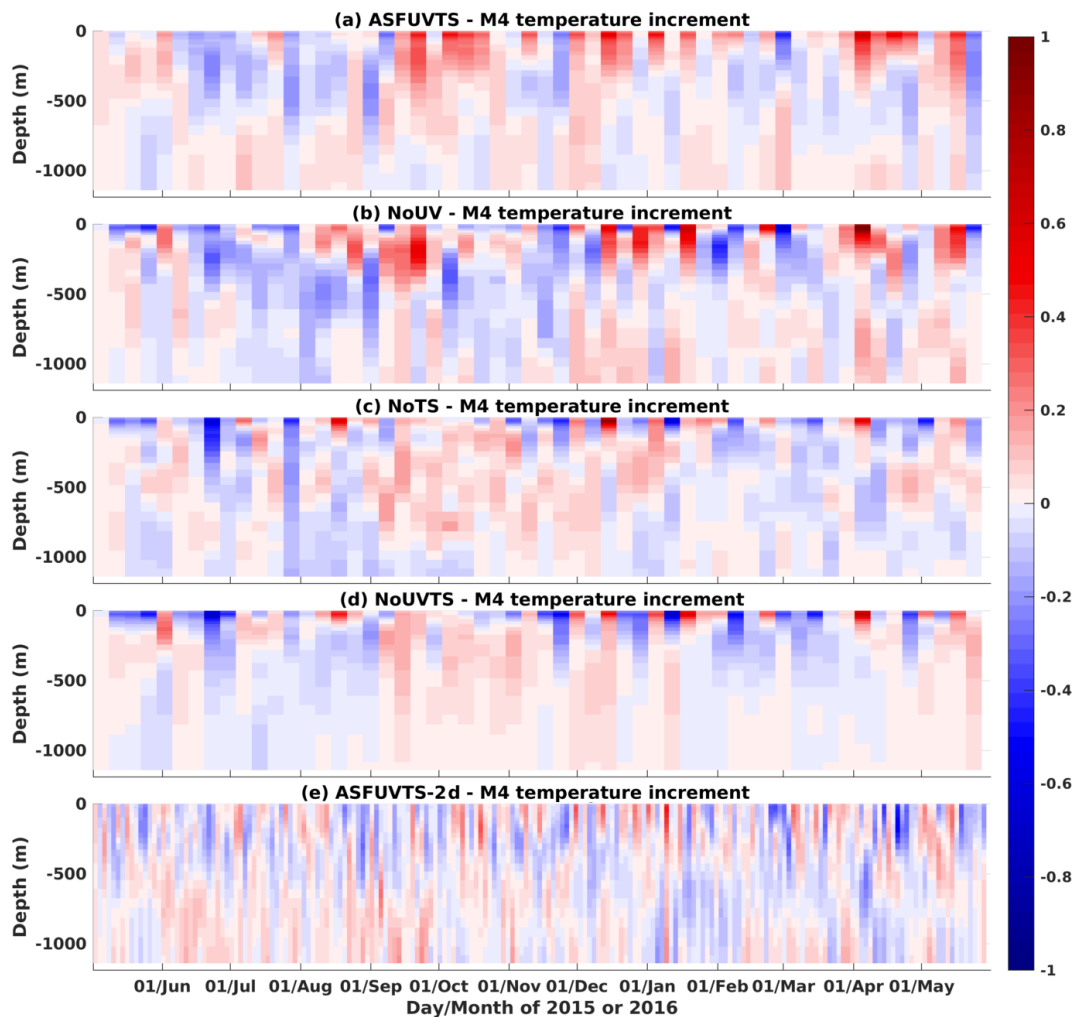 (a) ASFUVTS - M4 temperature increment
0
-500
-1000
Depth (m)
(b) NoUV - M4 temperature increment
0
-500
-1000
Depth (m)
(c) NoTS - M4 temperature increment
0
-500
-1000
Depth (m)
(d) NoUVTS - M4 temperature increment
0
-500
-1000
Depth (m)
(e) ASFUVTS-2d - M4 temperature increment
0
-500
-1000
Depth (m)
01/Jun 01/Jul 01/Aug 01/Sep 01/Oct 01/Nov 01/Dec 01/Jan 01/Feb 01/Mar 01/Apr 01/May
Day/Month of 2015 or 2016
1
0.8
0.6
0.4
0.2
0
-0.2
-0.4
-0.6
-0.8
-1